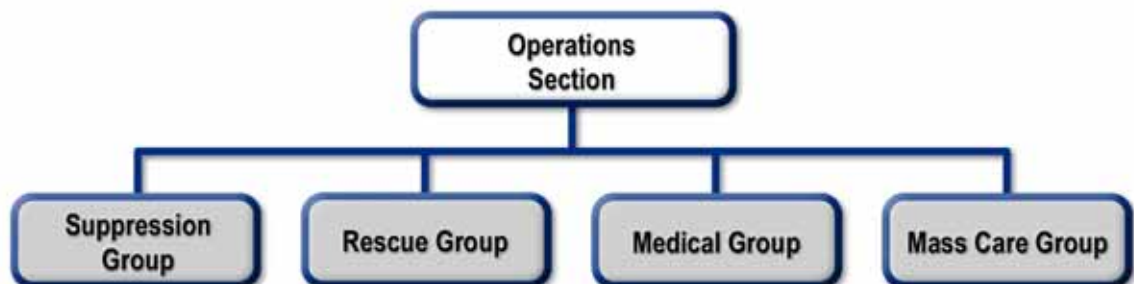 Operations
Section
Suppression
Group
Rescue Group
Medical Group
Mass Care Group